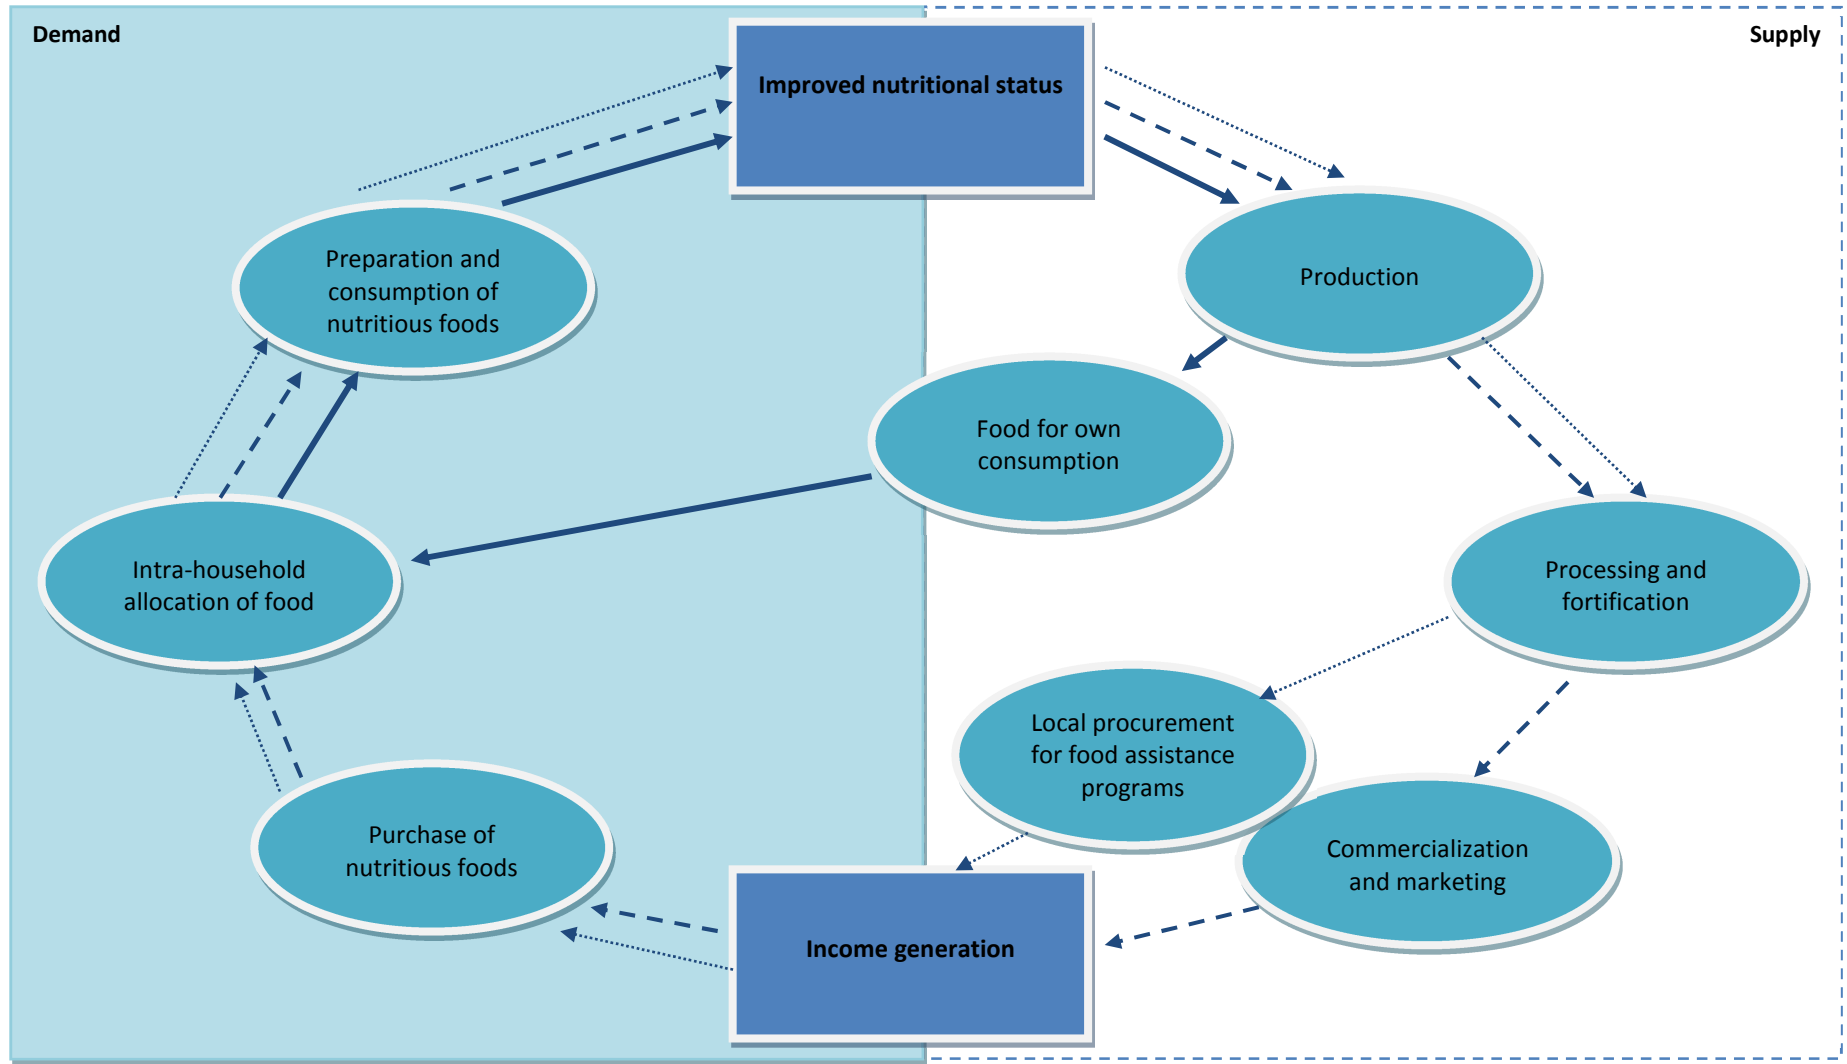 Demand
Supply
Improved nutritional status
Preparation and
consumption of
nutritious foods
Production
Food for own
consumption
Intra-household
allocation of food
Processing and
fortification
Local procurement
for food assistance
programs
Purchase of
nutritious foods
Commercialization
and marketing
Income generation